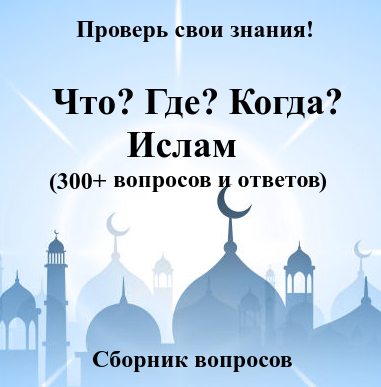 Проверь свои знания!
Что? Где? Когда?
Ислам
(300+ вопросов и ответов)
Сборник вопросов